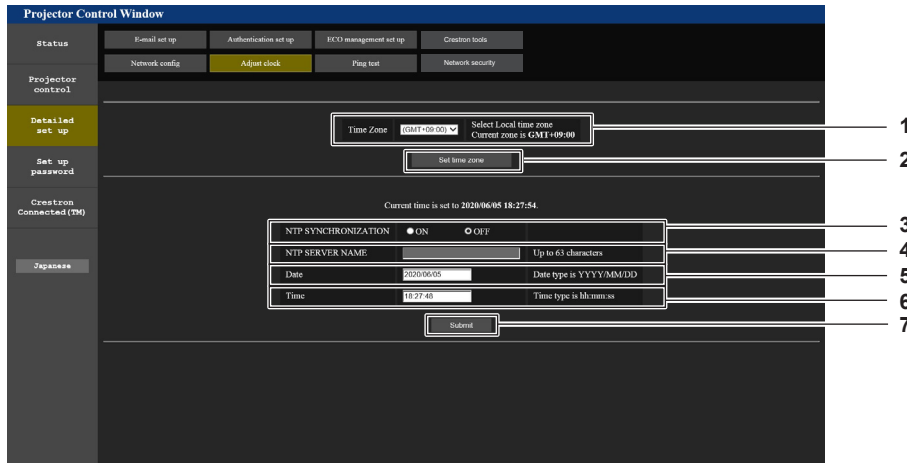 Projector Control Window
Status
E-mail set up
Authentication set up
ECO management set up
Crestron tools
Network config
Adjust clock
Ping test
Network security
Projector
control
Detailed
set up
Set up
password
Crestron
Connected(TM)
Japanese
Time Zone (GMT+09:00) Select Local time zone
Current zone is GMT+09:00
1
Set time zone
2
Current time is set to 2020/06/05 18:27:54.
NTP SYNCHRONIZATION ON OFF
3
NTP SERVER NAME Up to 63 characters
4
Date 2020/06/05 Date type is YYYY/MM/DD
5
Time 18:27:48 Time type is hh:mm:ss
6
Submit
7